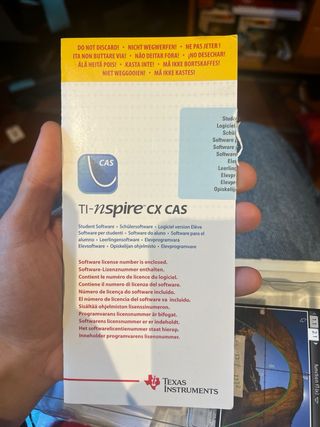 DO NOT DISCARD! • NICHT WEGWERFEN! • NE PAS JETER !
ITA NON BUTTARE VIA! • NÃO DEITAR FORA! • ¡NO DESECHAR!
ÄLÄ HEITÄ POIS! • KASTA INTE! • MÅ IKKE BORTSKAFFES!
NIET WEGGOOIEN! • MÅ IKKE KASTES!
Logiciel
Software
Software
Software
CAS
TI-nspire CX CAS
Student Software • Schülersoftware • Logiciel version Élève
Software per studenti • Software do aluno • Software para el
alumno • Leerlingensoftware • Elevprogramvara
Elevsoftware • Opiskelijan ohjelmisto • Elevprogramvare
Software license number is enclosed.
Software-Lizenznummer enthalten.
Contient le numéro de licence du logiciel.
Contiene il numero di licenza del software.
Número de licença do software incluído.
El número de licencia del software va incluido.
Sisältää ohjelmiston lisenssinumeron.
Programvarans licensnummer är bifogat.
Softwarens licensnummer er er indeholdt.
Het softwarelicentienummer staat hierop.
Inneholder programvarens lisensnummer.
TEXAS
INSTRUMENTS